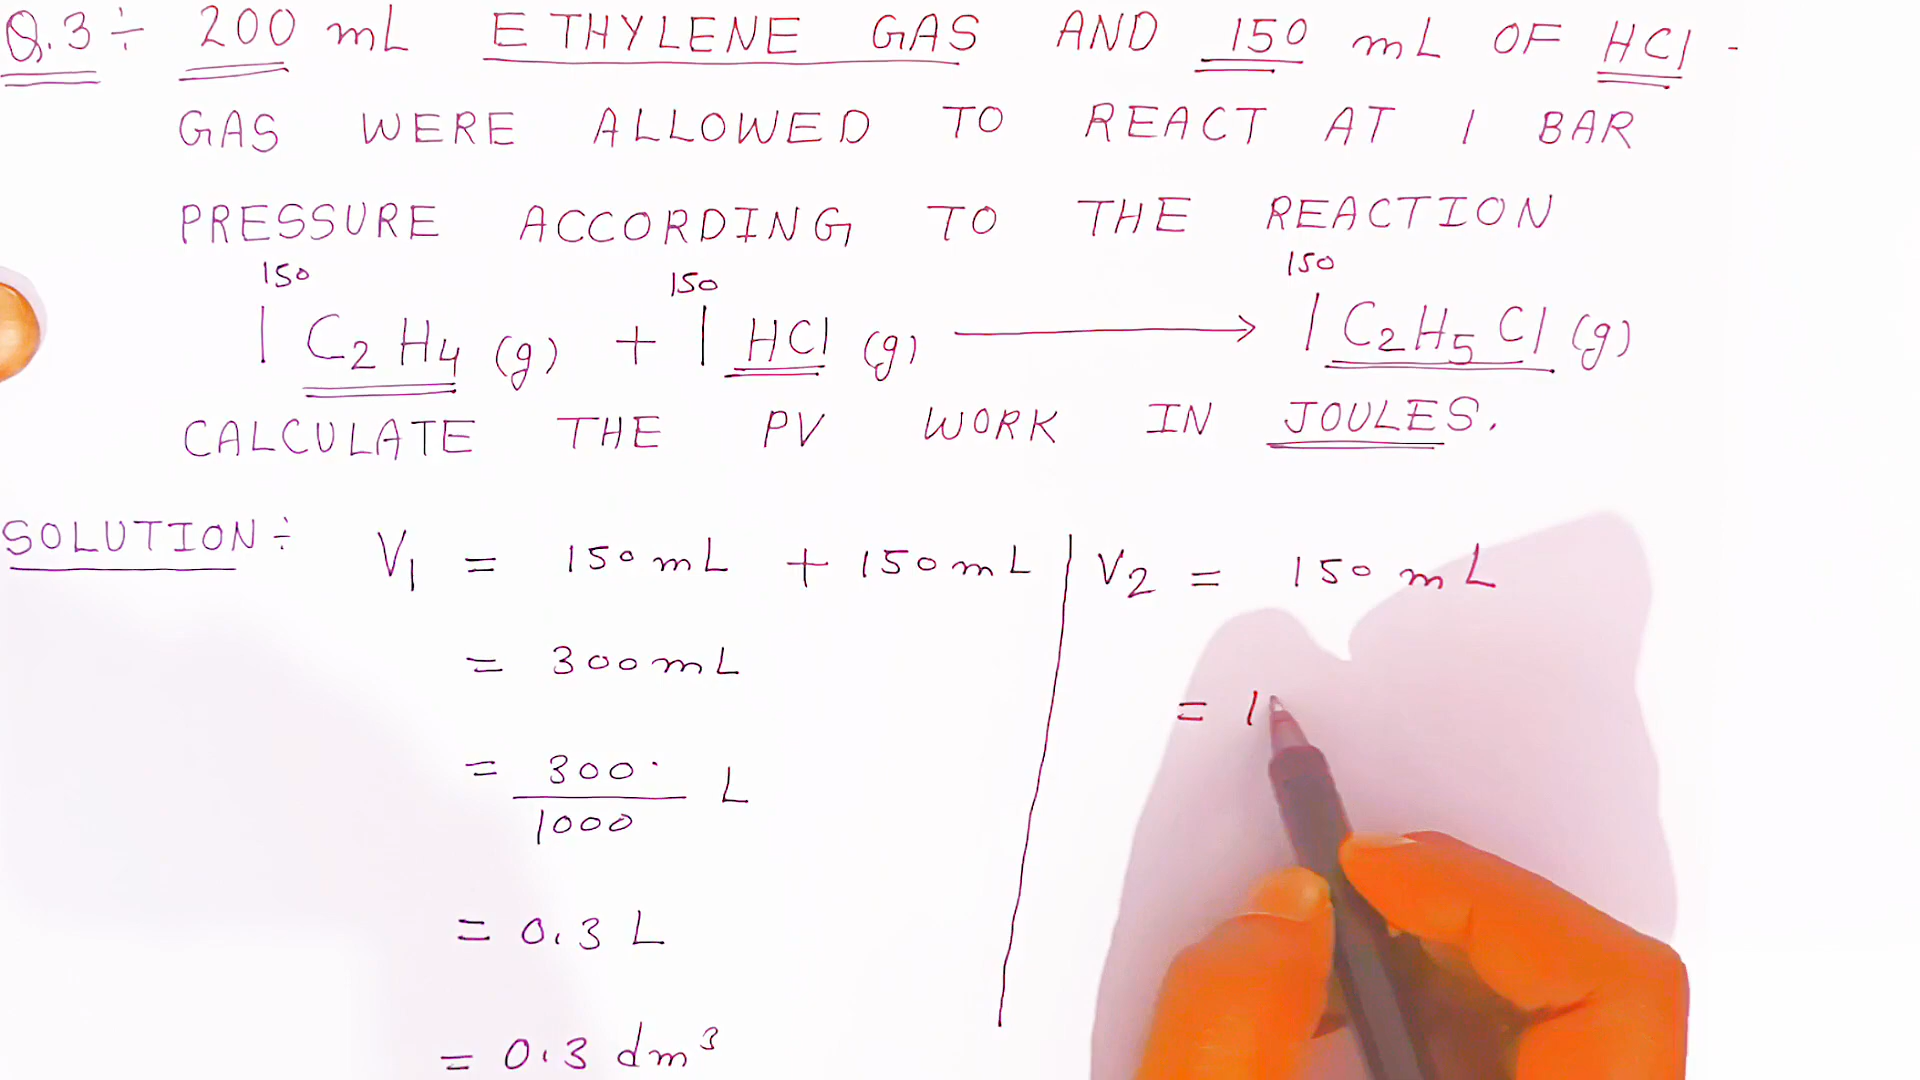 Q.3÷ 200 mL ETHYLENE GAS AND 150 mL OF HCl -
GAS WERE ALLOWED TO REACT AT 1 BAR
PRESSURE ACCORDING TO THE REACTION
150 150 150
1 C2H4 (g) + 1 HCl (g) ⟶ 1 C2H5Cl (g)
CALCULATE THE PV WORK IN JOULES.
SOLUTION÷ V1 = 150 mL + 150 mL | V2 = 150 mL
= 300 mL
= 1
= 300 / 1000 L
= 0.3 L
= 0.3 dm³